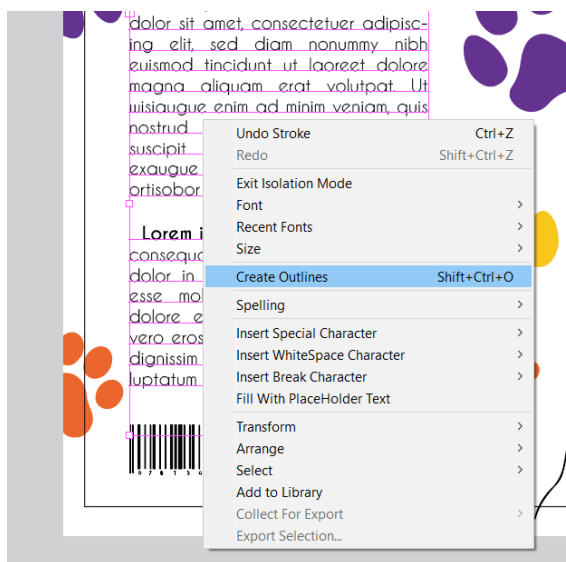 dolor sit amet, consectetuer adipisc-
ing elit, sed diam nonummy nibh
euismod tincidunt ut laoreet dolore
magna aliquam erat volutpat. Ut
wisiaugue enim ad minim veniam, quis
nostrud
suscipit
exaugue
ortisobor
Lorem i
consequa
dolor in
esse mol
dolore e
vero eros
dignissim
luptatum
Undo Stroke Ctrl+Z
Redo Shift+Ctrl+Z
Exit Isolation Mode
Font
Recent Fonts
Size
Create Outlines Shift+Ctrl+O
Spelling
Insert Special Character
Insert WhiteSpace Character
Insert Break Character
Fill With PlaceHolder Text
Transform
Arrange
Select
Add to Library
Collect For Export
Export Selection...